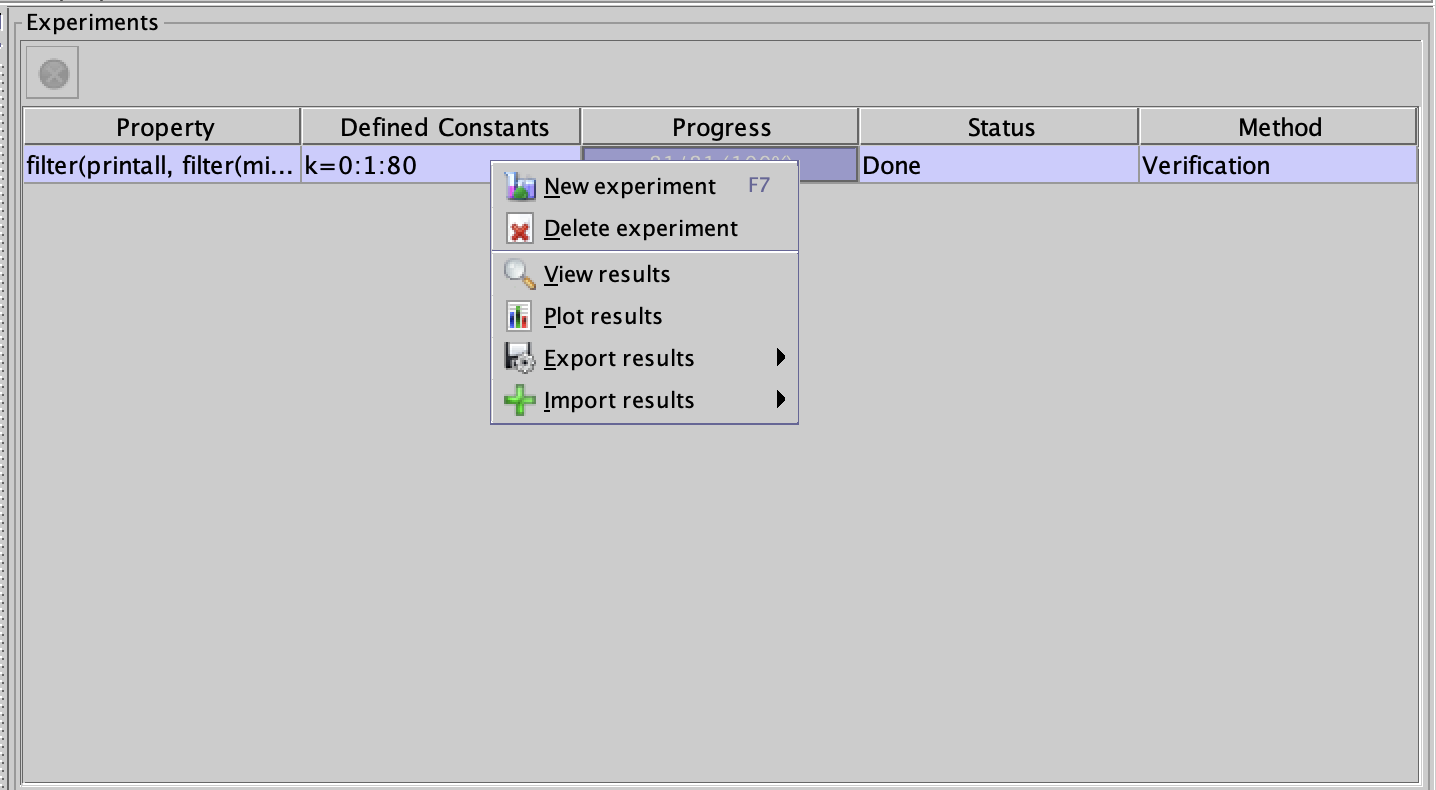 Experiments
Property Defined Constants Progress Status Method
filter(printall, filter(mi... k=0:1:80 Done Verification
New experiment F7
Delete experiment
View results
Plot results
Export results
Import results